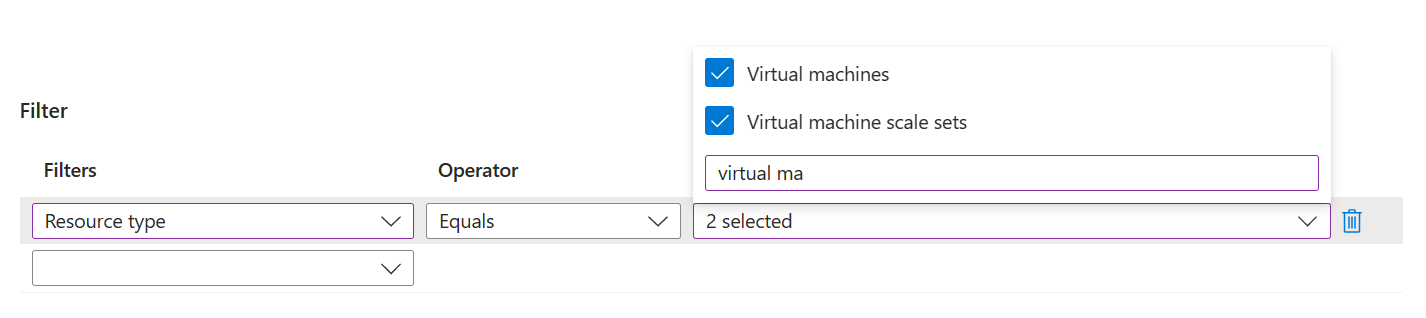 Virtual machines
Virtual machine scale sets
Filter
virtual ma
Filters Operator
Resource type Equals 2 selected